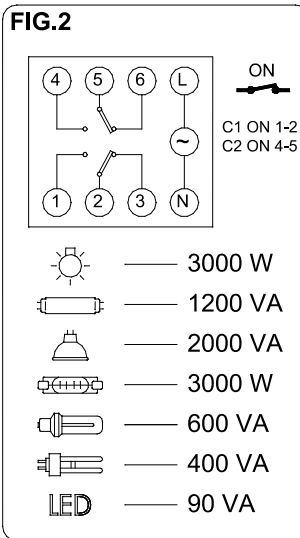 FIG.2
4 5 6 L
ON
C1 ON 1-2
~
C2 ON 4-5
1 2 3 N
3000 W
1200 VA
2000 VA
3000 W
600 VA
400 VA
LED 90 VA